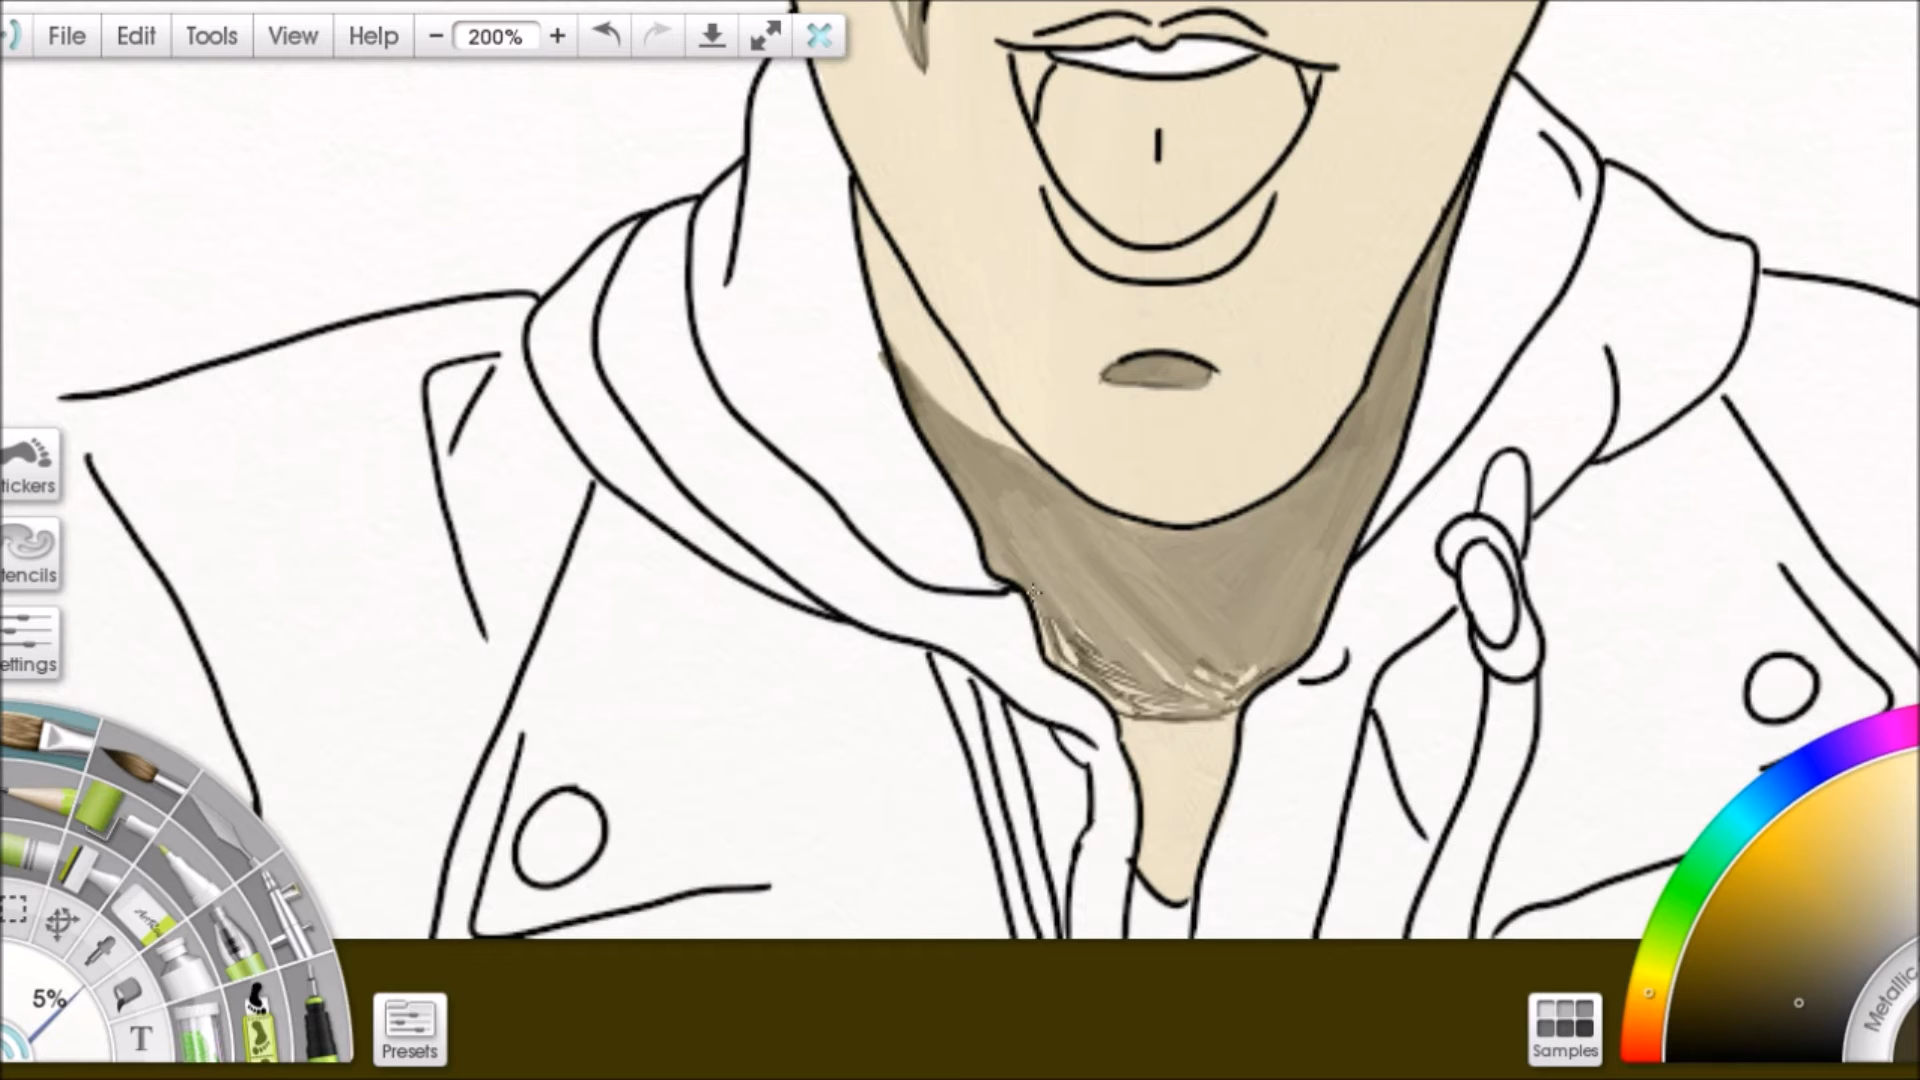 File Edit Tools View Help − 200% +
tickers
tencils
ettings
5%
T
Presets
Samples
Metallic